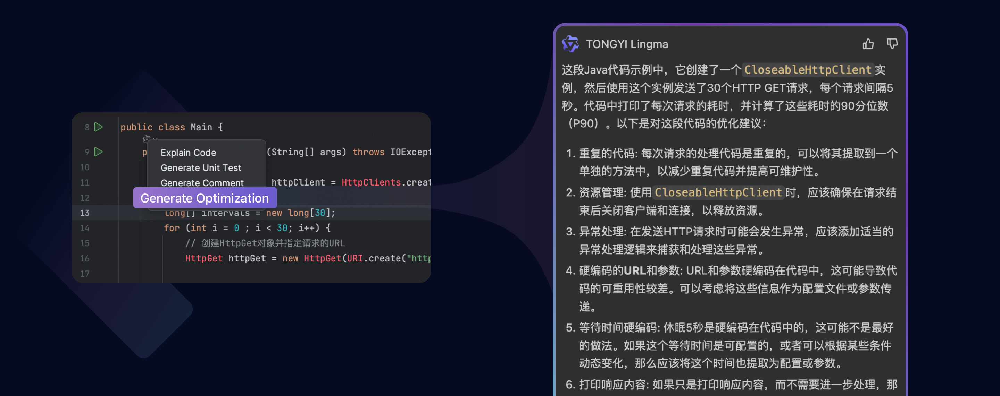 8 public class Main {
Explain Code
9 p (String[] args) throws IOExcept
Generate Unit Test
10
Generate Comment
11 httpClient = HttpClients.creat
12 Generate Optimization
13 long[] intervals = new long[30];
14 for (int i = 0 ; i < 30; i++) {
15 // 创建HttpGet对象并指定请求的URL
16 HttpGet httpGet = new HttpGet(URI.create("http
17
TONGYI Lingma
这段Java代码示例中，它创建了一个CloseableHttpClient实
例，然后使用这个实例发送了30个HTTP GET请求，每个请求间隔5
秒。代码中打印了每次请求的耗时，并计算了这些耗时的90分位数
（P90）。以下是对这段代码的优化建议：
1. 重复的代码: 每次请求的处理代码是重复的，可以将其提取到一个
单独的方法中，以减少重复代码并提高可维护性。
2. 资源管理: 使用CloseableHttpClient时，应该确保在请求结
束后关闭客户端和连接，以释放资源。
3. 异常处理: 在发送HTTP请求时可能会发生异常，应该添加适当的
异常处理逻辑来捕获和处理这些异常。
4. 硬编码的URL和参数: URL和参数硬编码在代码中，这可能导致代
码的可重用性较差。可以考虑将这些信息作为配置文件或参数传
递。
5. 等待时间硬编码: 休眠5秒是硬编码在代码中的，这可能不是最好
的做法。如果这个等待时间是可配置的，或者可以根据某些条件
动态变化，那么应该将这个时间也提取为配置或参数。
6. 打印响应内容: 如果只是打印响应内容，而不需要进一步处理，那